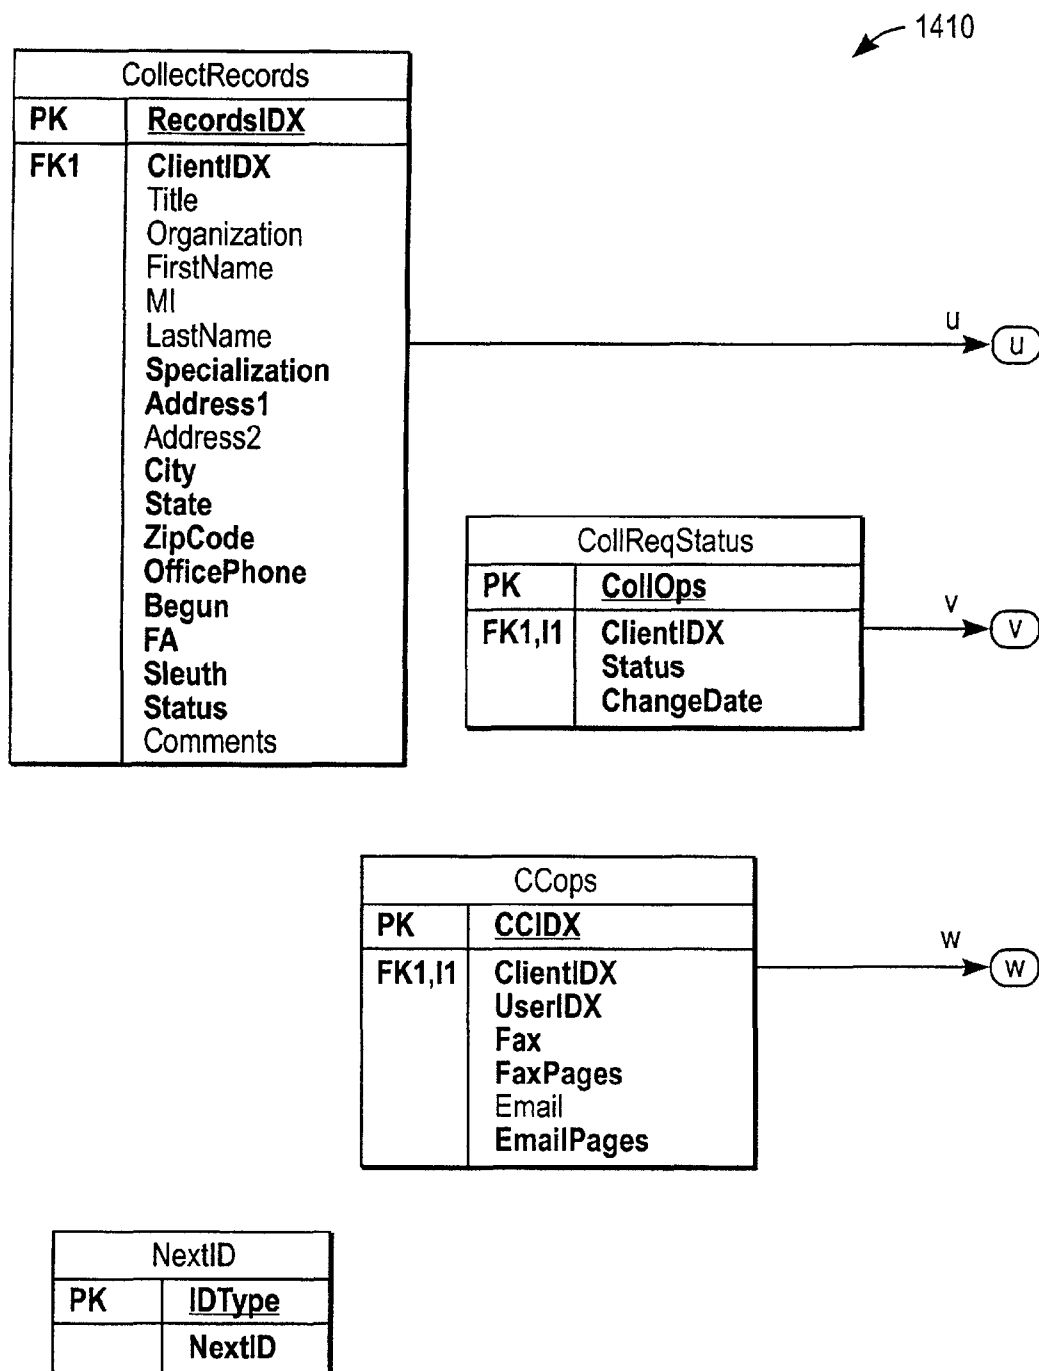 1410
CollectRecords
PK RecordsIDX
FK1 ClientIDX
Title
Organization
FirstName
MI
LastName
Specialization
Address1
Address2
City
State
ZipCode
OfficePhone
Begun
FA
Sleuth
Status
Comments
u
u
CollReqStatus
PK CollOps
FK1,I1 ClientIDX
Status
ChangeDate
v
v
CCops
PK CCIDX
FK1,I1 ClientIDX
UserIDX
Fax
FaxPages
Email
EmailPages
w
w
NextID
PK IDType
NextID